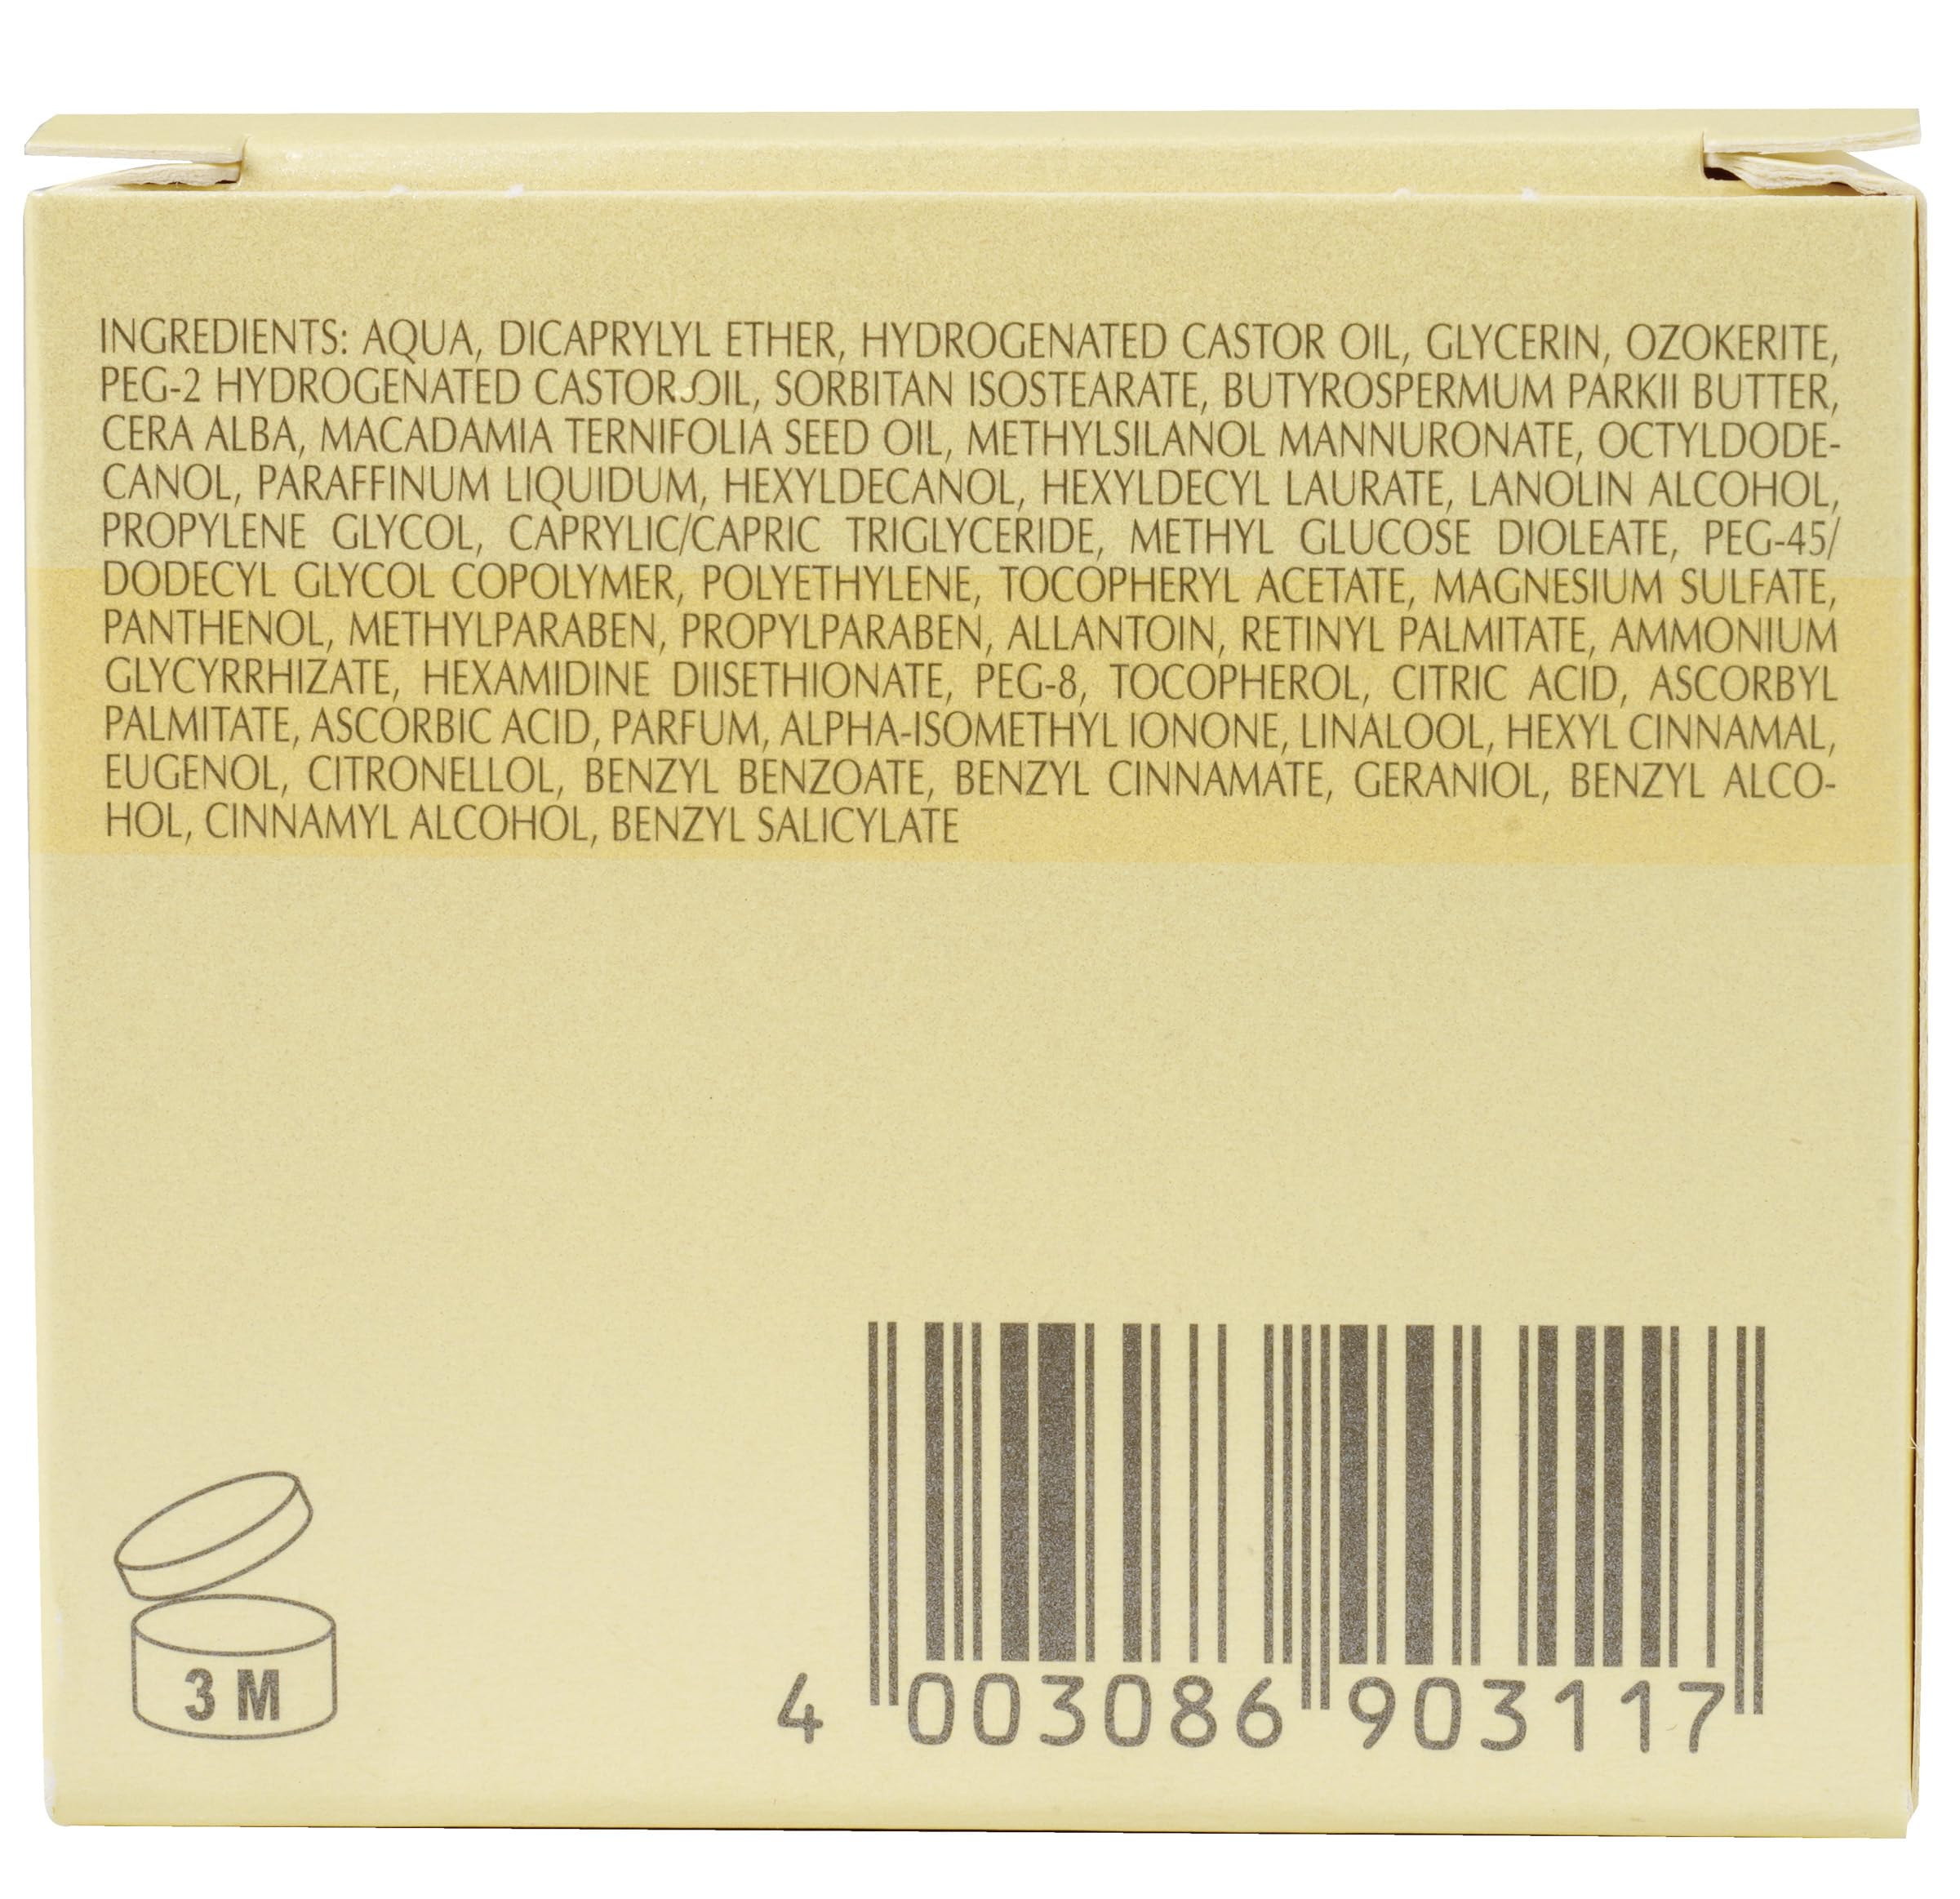 INGREDIENTS: AQUA, DICAPRYLYL ETHER, HYDROGENATED CASTOR OIL, GLYCERIN, OZOKERITE,
PEG-2 HYDROGENATED CASTOR OIL, SORBITAN ISOSTEARATE, BUTYROSPERMUM PARKII BUTTER,
CERA ALBA, MACADAMIA TERNIFOLIA SEED OIL, METHYLSILANOL MANNURONATE, OCTYLDODE-
CANOL, PARAFFINUM LIQUIDUM, HEXYLDECANOL, HEXYLDECYL LAURATE, LANOLIN ALCOHOL,
PROPYLENE GLYCOL, CAPRYLIC/CAPRIC TRIGLYCERIDE, METHYL GLUCOSE DIOLEATE, PEG-45/
DODECYL GLYCOL COPOLYMER, POLYETHYLENE, TOCOPHERYL ACETATE, MAGNESIUM SULFATE,
PANTHENOL, METHYLPARABEN, PROPYLPARABEN, ALLANTOIN, RETINYL PALMITATE, AMMONIUM
GLYCYRRHIZATE, HEXAMIDINE DIISETHIONATE, PEG-8, TOCOPHEROL, CITRIC ACID, ASCORBYL
PALMITATE, ASCORBIC ACID, PARFUM, ALPHA-ISOMETHYL IONONE, LINALOOL, HEXYL CINNAMAL,
EUGENOL, CITRONELLOL, BENZYL BENZOATE, BENZYL CINNAMATE, GERANIOL, BENZYL ALCO-
HOL, CINNAMYL ALCOHOL, BENZYL SALICYLATE
3 M
4 003086 903117